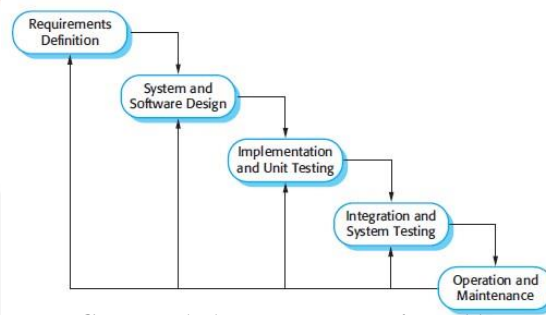 Requirements
Definition
System and
Software Design
Implementation
and Unit Testing
Integration and
System Testing
Operation and
Maintenance